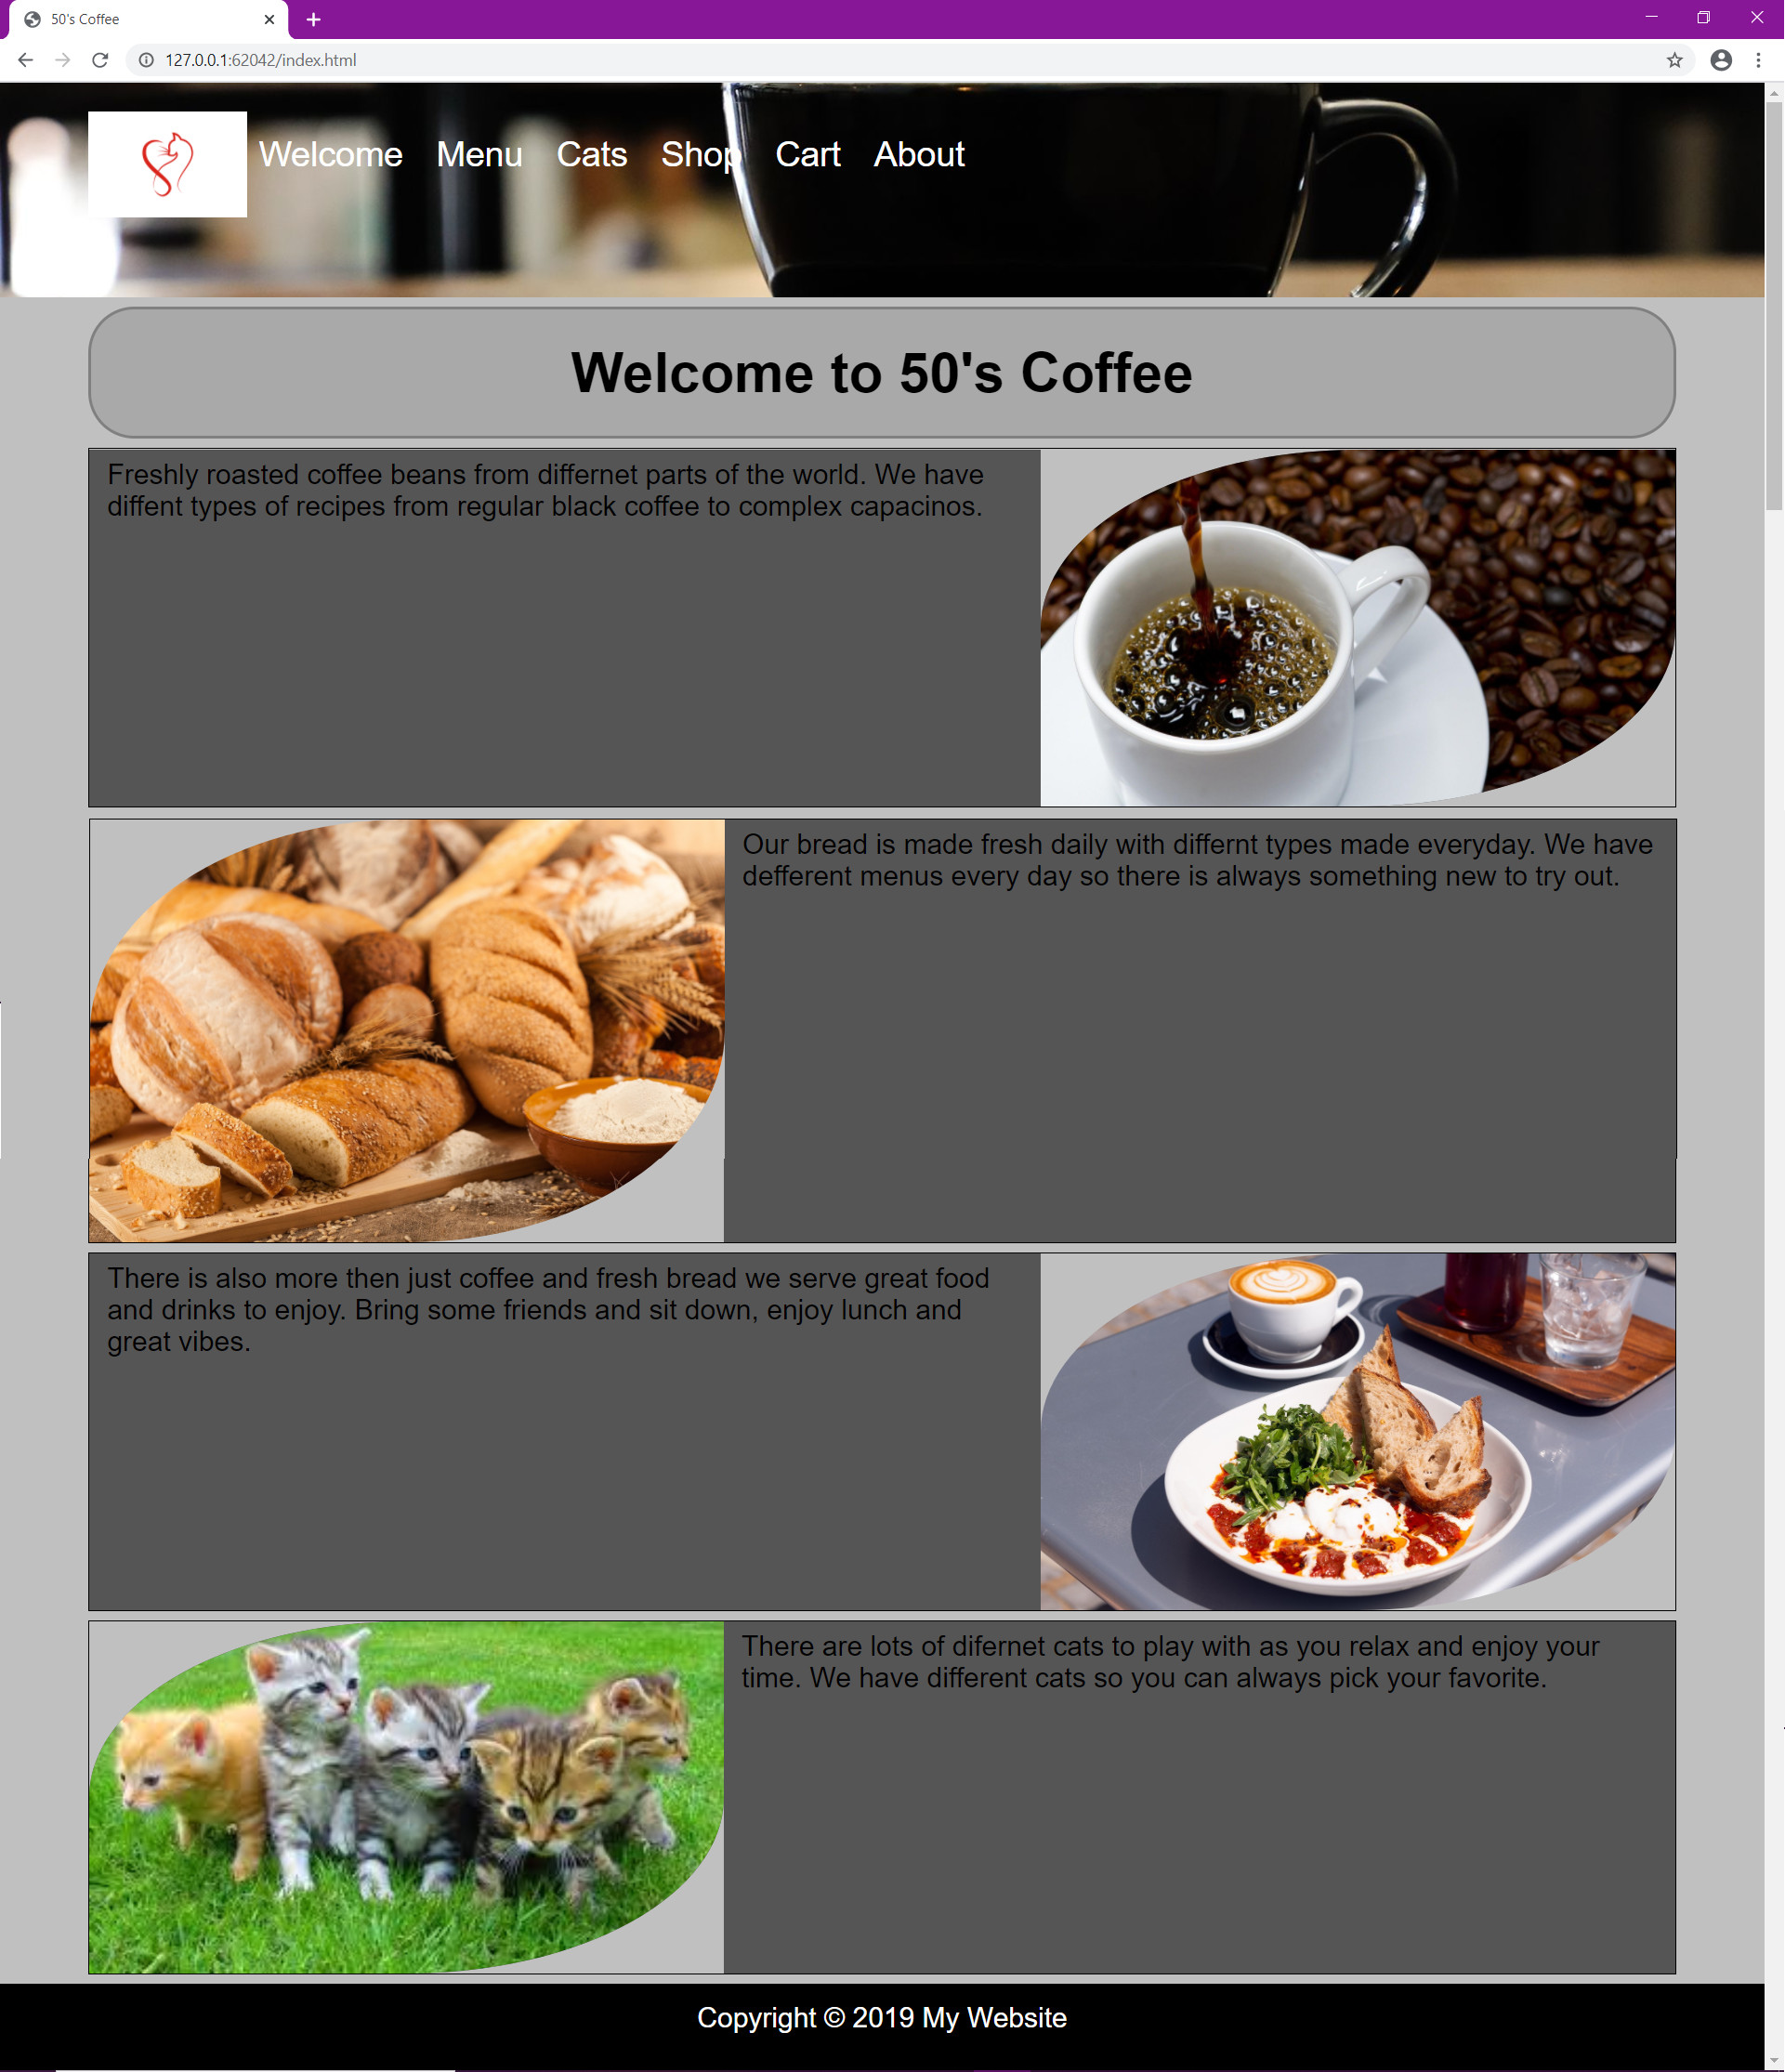 50's Coffee
127.0.0.1:62042/index.html
Welcome Menu Cats Shop Cart About
Welcome to 50's Coffee
Freshly roasted coffee beans from differnet parts of the world. We have
diffent types of recipes from regular black coffee to complex capacinos.
Our bread is made fresh daily with differnt types made everyday. We have
defferent menus every day so there is always something new to try out.
There is also more then just coffee and fresh bread we serve great food
and drinks to enjoy. Bring some friends and sit down, enjoy lunch and
great vibes.
There are lots of difernet cats to play with as you relax and enjoy your
time. We have different cats so you can always pick your favorite.
Copyright © 2019 My Website